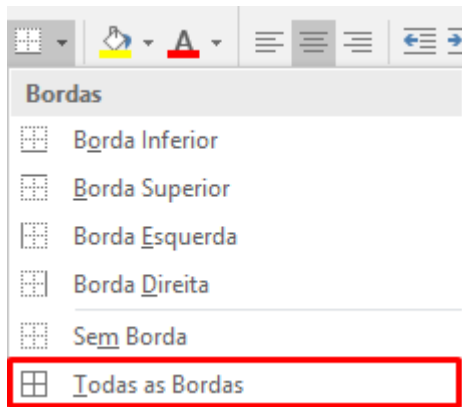 A
Bordas
Borda Inferior
Borda Superior
Borda Esquerda
Borda Direita
Sem Borda
Todas as Bordas